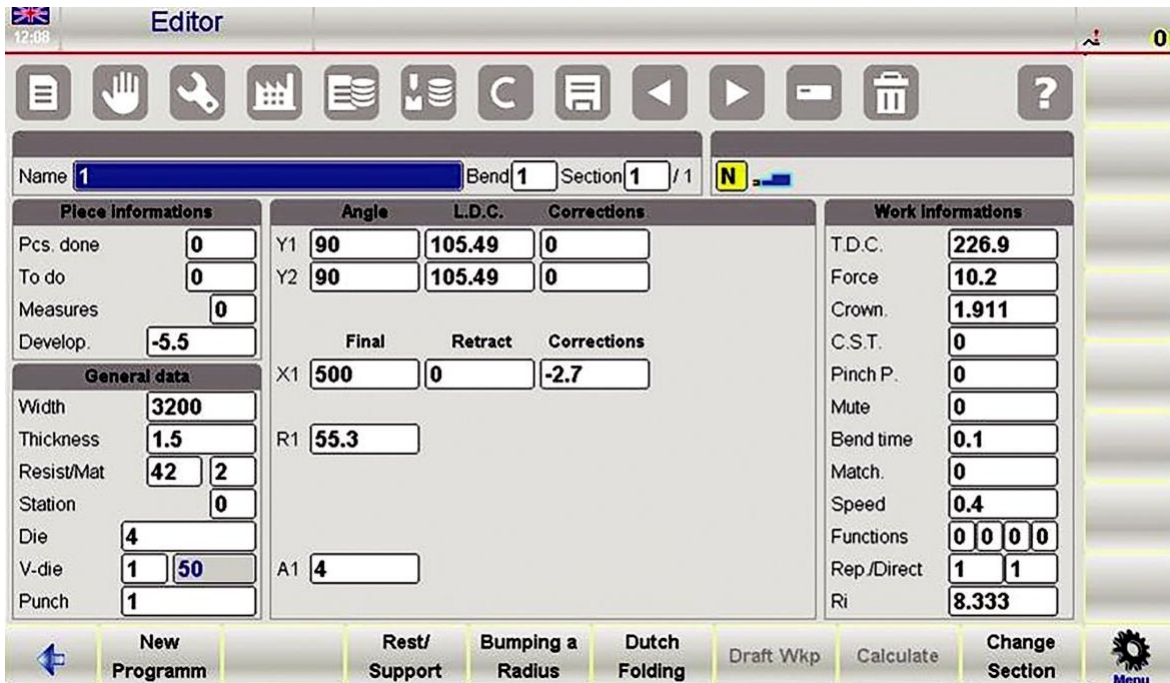 12:08 Editor 0
C ?
Name 1 Bend 1 Section 1 / 1 N
Piece Informations Angle L.D.C. Corrections Work Informations
Pcs. done 0 Y1 90 105.49 0 T.D.C. 226.9
To do 0 Y2 90 105.49 0 Force 10.2
Measures 0 Crown. 1.911
Develop. -5.5 Final Retract Corrections C.S.T. 0
General data X1 500 0 -2.7 Pinch P. 0
Width 3200 Mute 0
Thickness 1.5 R1 55.3 Bend time 0.1
Resist/Mat 42 2 Match. 0
Station 0 Speed 0.4
Die 4 Functions 0 0 0 0
V-die 1 50 A1 4 Rep./Direct 1 1
Punch 1 Ri 8.333
New Programm Rest/ Support Bumping a Radius Dutch Folding Draft Wkp Calculate Change Section Menu